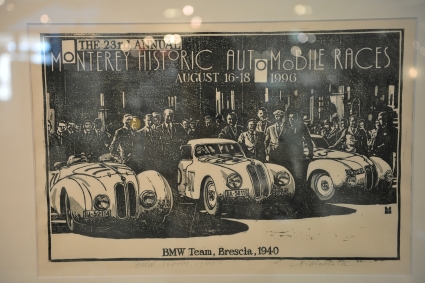 THE 23rd ANNUAL
MONTEREY HISTORIC AUTOMOBILE RACES
AUGUST 16-18 1996
BMW TEAM, BRESCIA, 1940